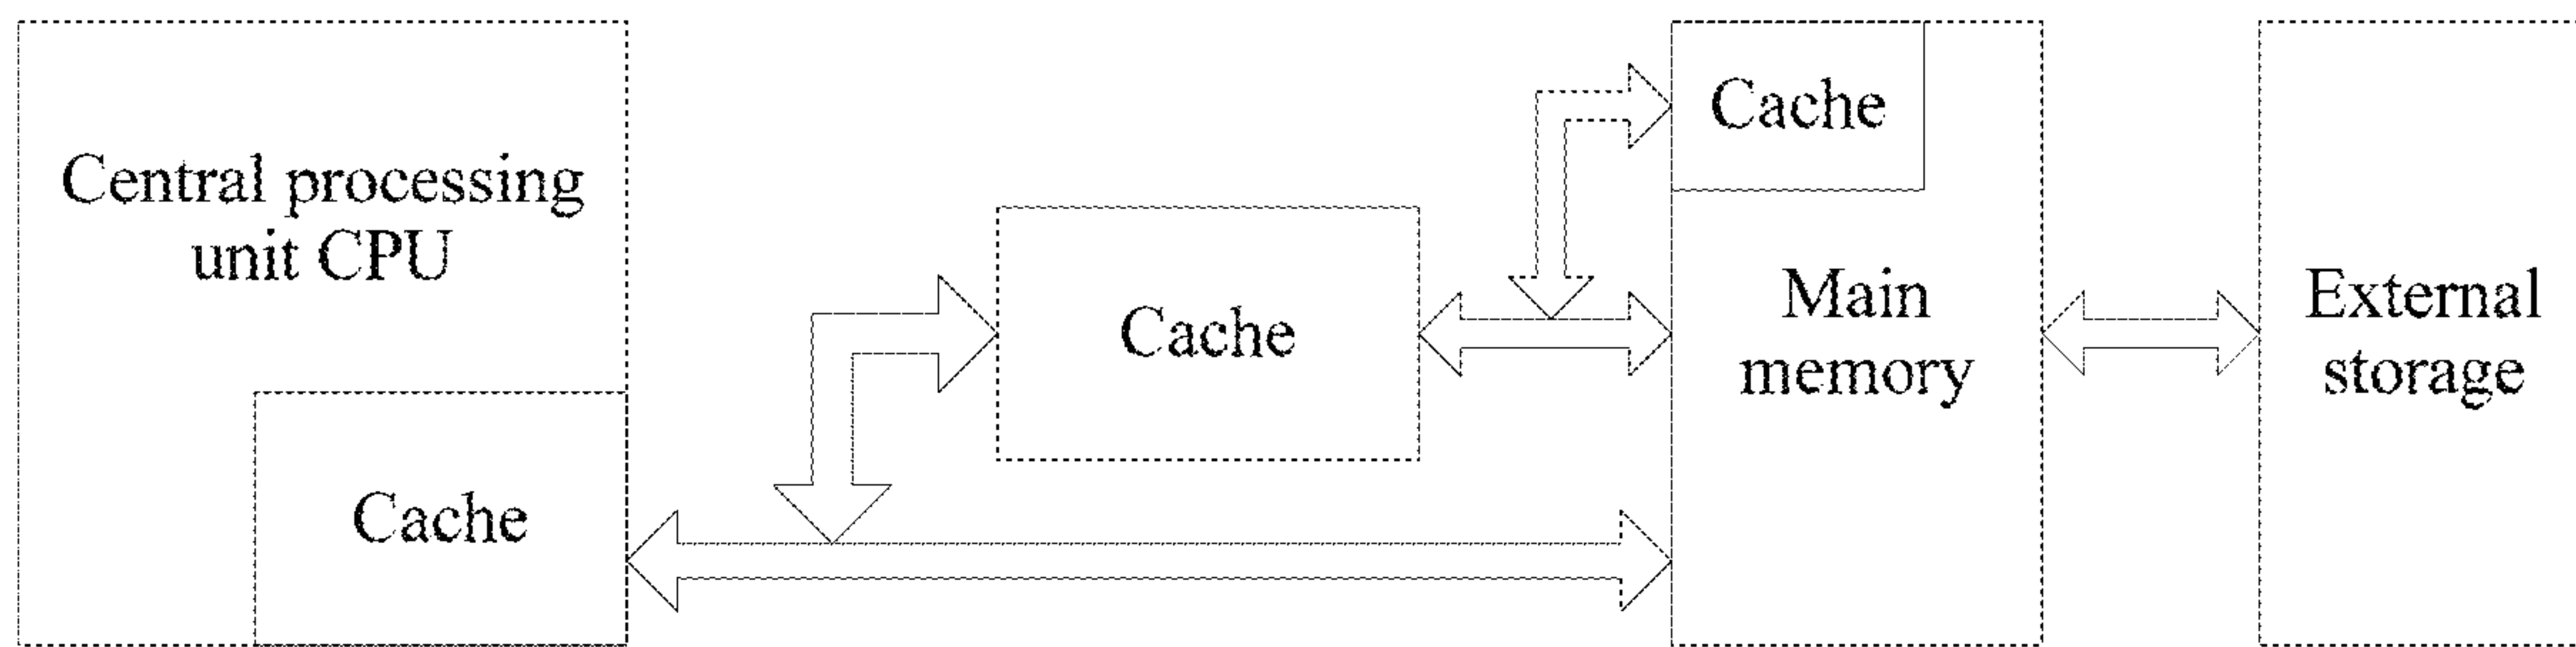 Central processing
unit CPU
Cache
Cache
Cache
Main
memory
External
storage